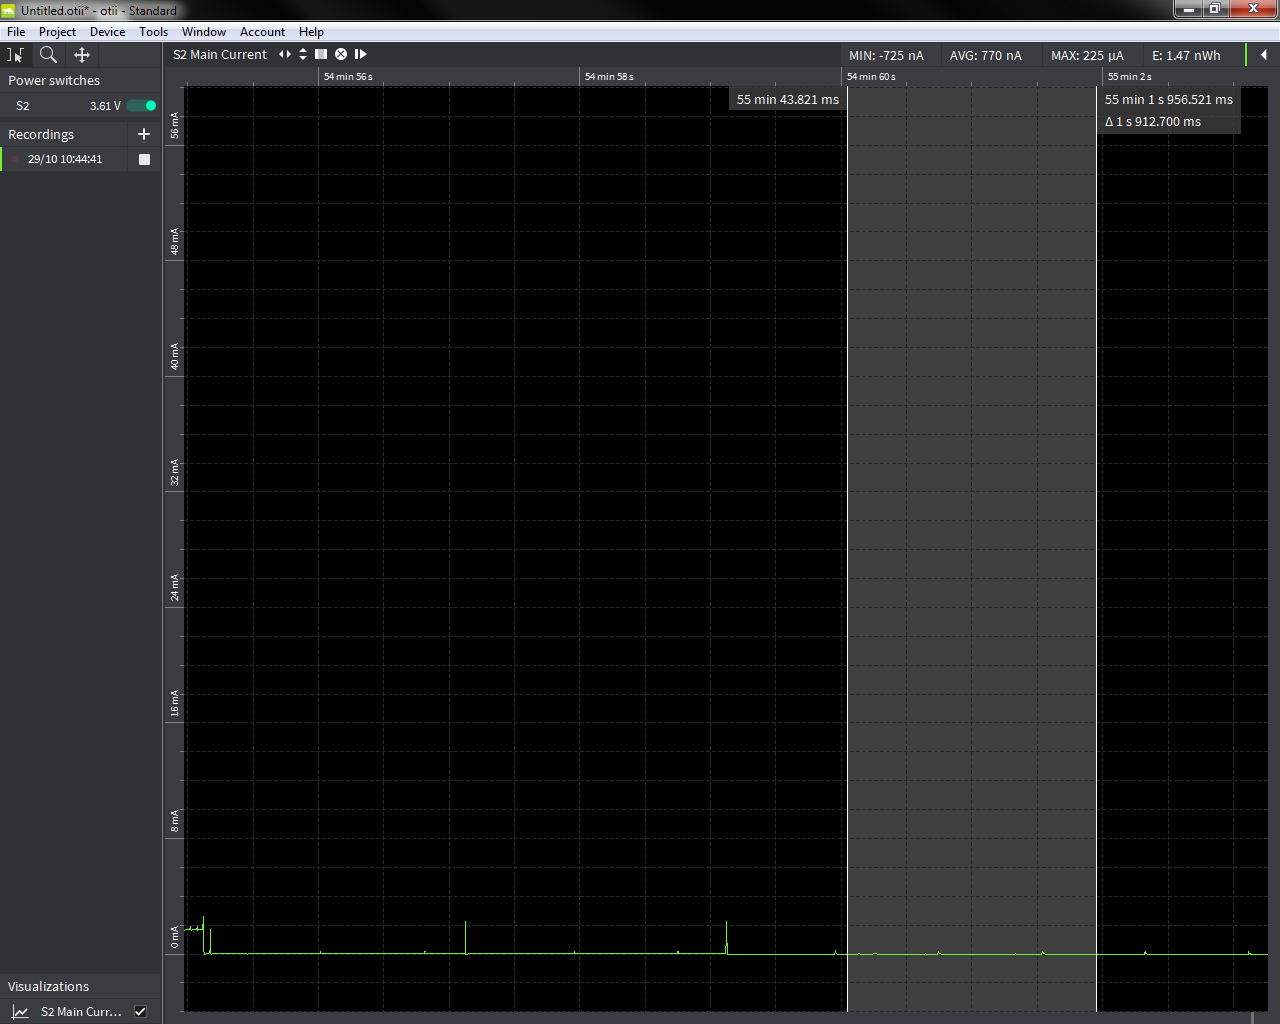 Untitled.otii* - otii - Standard
File Project Device Tools Window Account Help
S2 Main Current
MIN: -725 nA AVG: 770 nA MAX: 225 µA E: 1.47 nWh
Power switches
S2 3.61 V
Recordings +
29/10 10:44:41
54 min 56 s 54 min 58 s 54 min 60 s 55 min 2 s
55 min 43.821 ms
55 min 1 s 956.521 ms
Δ 1 s 912.700 ms
56 mA
48 mA
40 mA
32 mA
24 mA
16 mA
8 mA
0 mA
Visualizations
S2 Main Curr...